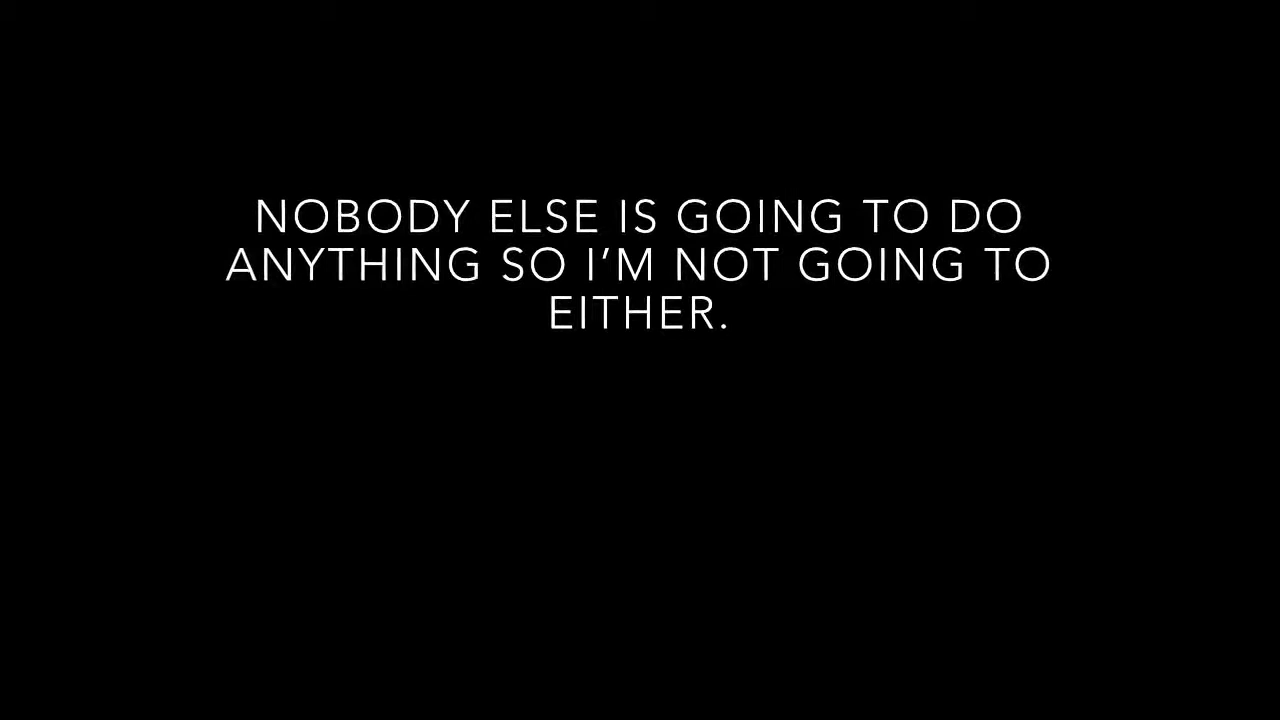 NOBODY ELSE IS GOING TO DO
ANYTHING SO I’M NOT GOING TO
EITHER.